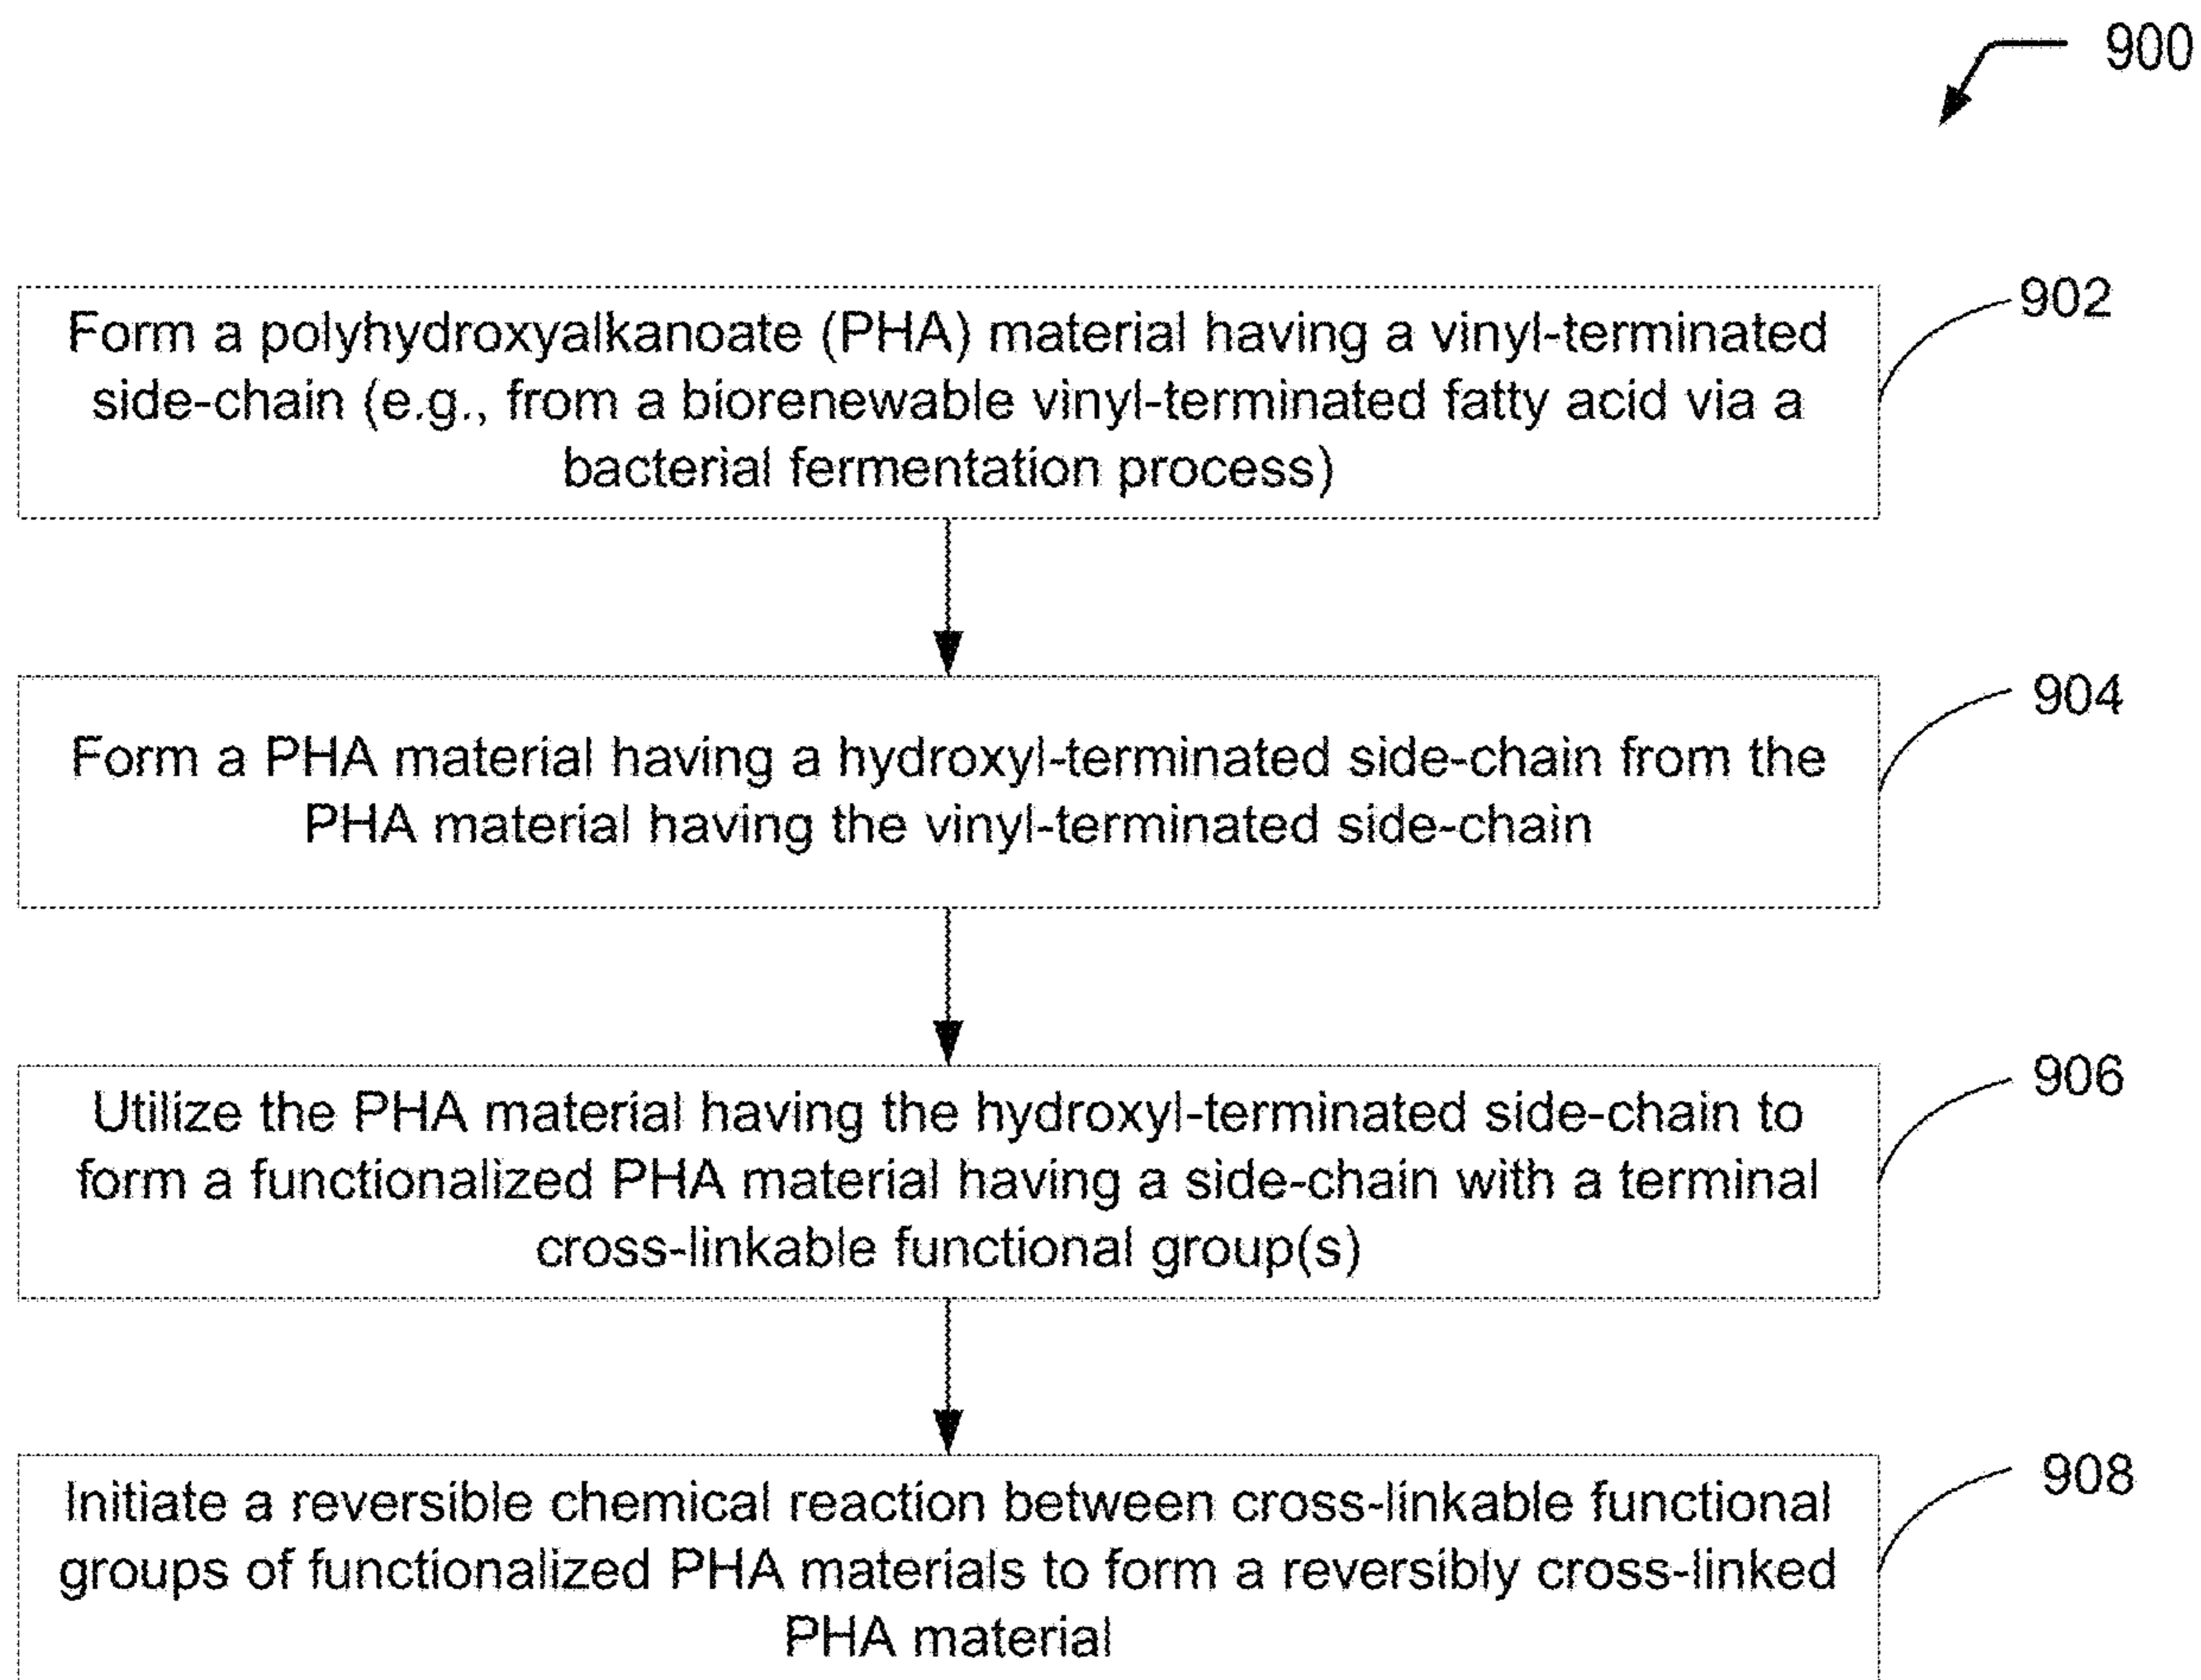 900
902
Form a polyhydroxyalkanoate (PHA) material having a vinyl-terminated
side-chain (e.g., from a biorenewable vinyl-terminated fatty acid via a
bacterial fermentation process)
904
Form a PHA material having a hydroxyl-terminated side-chain from the
PHA material having the vinyl-terminated side-chain
906
Utilize the PHA material having the hydroxyl-terminated side-chain to
form a functionalized PHA material having a side-chain with a terminal
cross-linkable functional group(s)
908
Initiate a reversible chemical reaction between cross-linkable functional
groups of functionalized PHA materials to form a reversibly cross-linked
PHA material